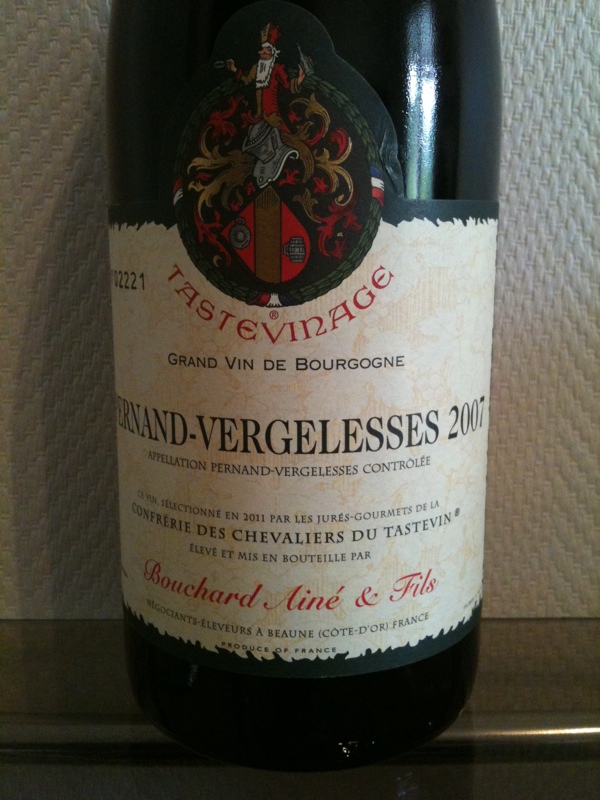 02221
TASTEVINAGE
®
GRAND VIN DE BOURGOGNE
ERNAND-VERGELESSES 2007
APPELLATION PERNAND-VERGELESSES CONTRÔLÉE
CE VIN, SÉLECTIONNÉ EN 2011 PAR LES JURÉS-GOURMETS DE LA
CONFRÉRIE DES CHEVALIERS DU TASTEVIN®
ÉLEVÉ ET MIS EN BOUTEILLE PAR
Bouchard Ainé & Fils
NÉGOCIANTS-ÉLEVEURS À BEAUNE (CÔTE-D'OR) FRANCE
PRODUCE OF FRANCE